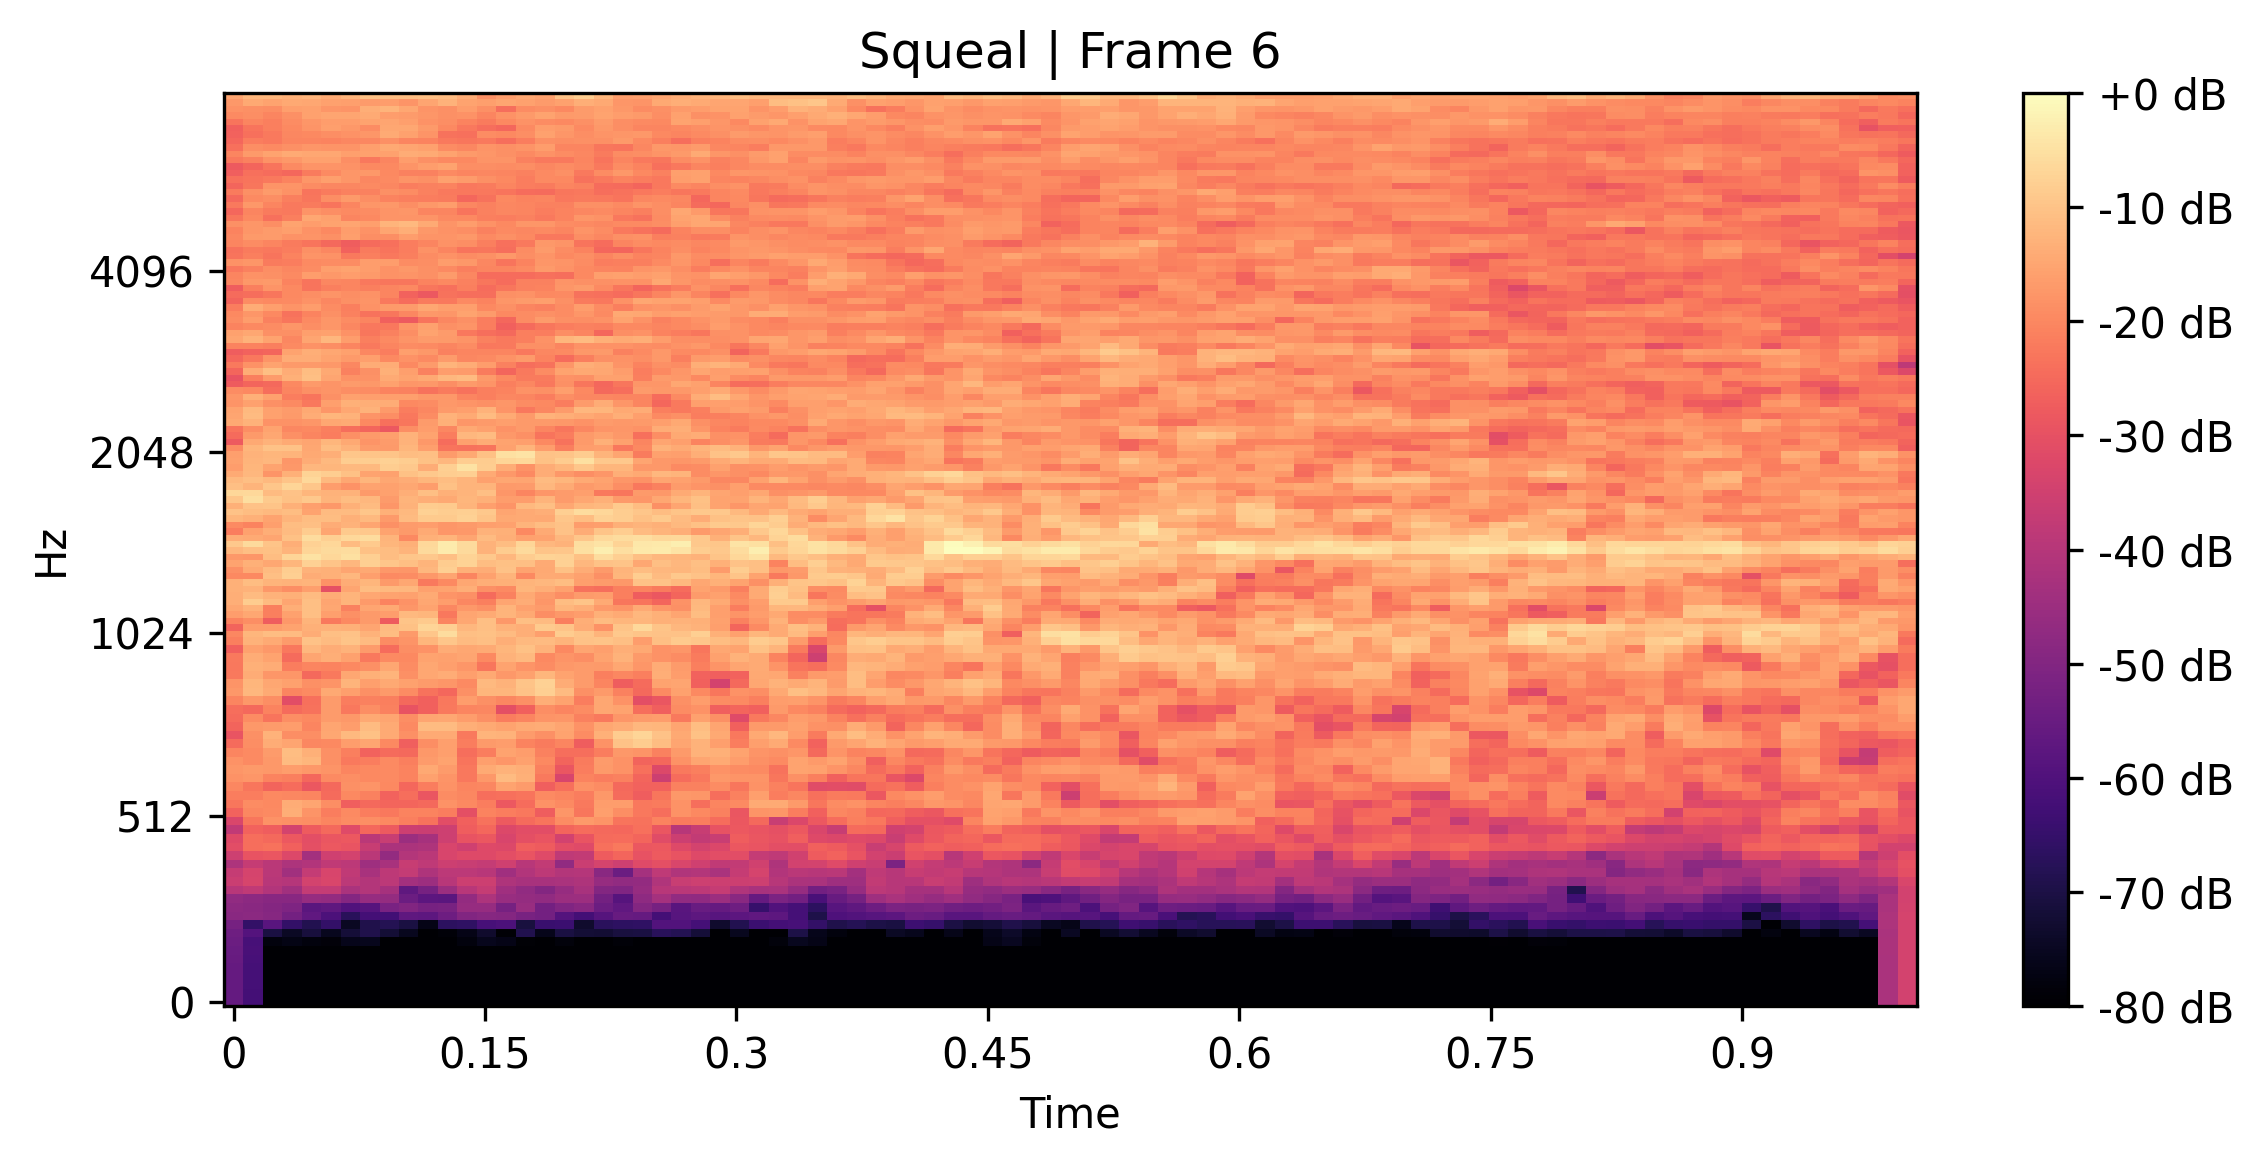 Squeal | Frame 6
+0 dB
-10 dB
-20 dB
-30 dB
-40 dB
-50 dB
-60 dB
-70 dB
-80 dB
Hz
4096
2048
1024
512
0
0 0.15 0.3 0.45 0.6 0.75 0.9
Time